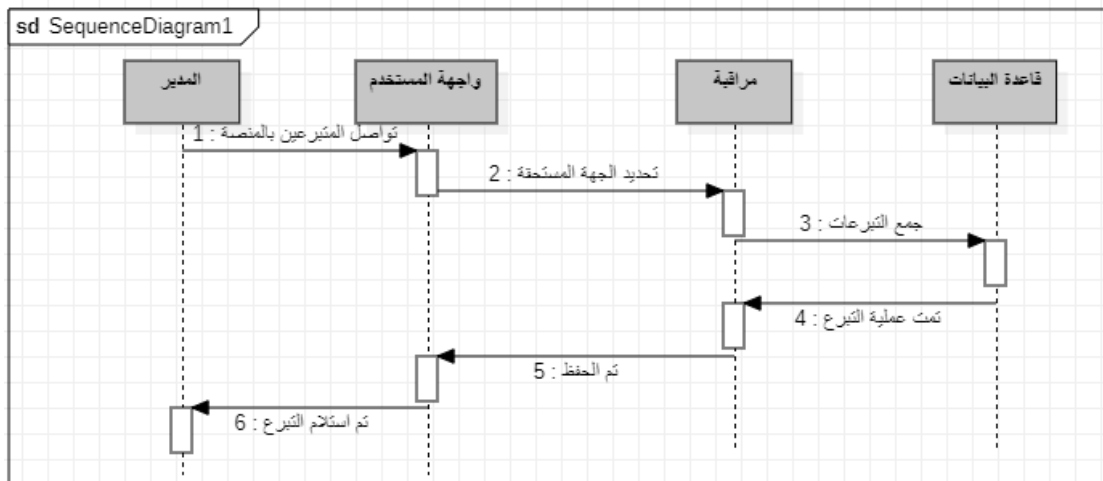 sd SequenceDiagram1
المدير
واجهة المستخدم
مراقبة
قاعدة البيانات
1 : تواصل المتبرعين بالمنصة
2 : تحديد الجهة المستحقة
3 : جمع التبرعات
4 : تمت عملية التبرع
5 : تم الحفظ
6 : تم استلام التبرع